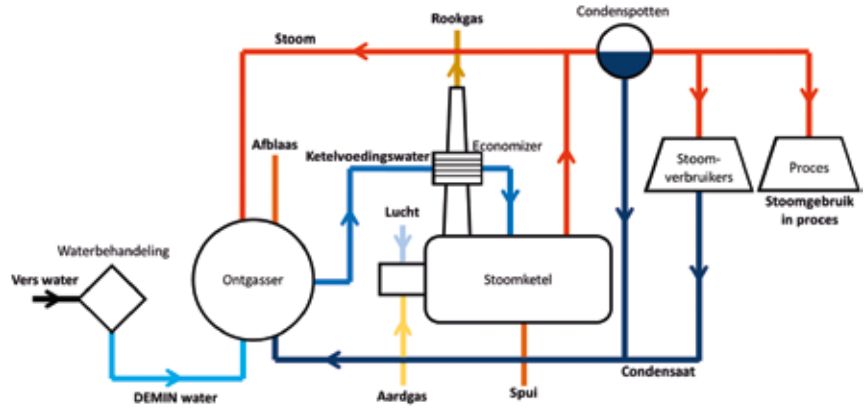 Rookgas
Condenspotten
Stoom
Afblaas
Ketelvoedingswater
Economizer
Stoom-
verbruikers
Proces
Stoomgebruik
in proces
Lucht
Waterbehandeling
Vers water
Ontgasser
Stoomketel
Condensaat
DEMIN water
Aardgas
Spui